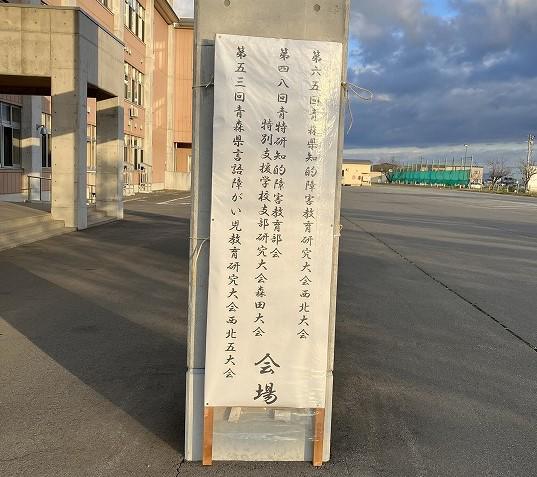 第六五回青森県知的障害教育研究大会西北大会
第四八回青特研知的障害教育部会
特別支援学校支部研究大会森田大会
第五三回青森県言語障がい児教育研究大会西北五大会
会場